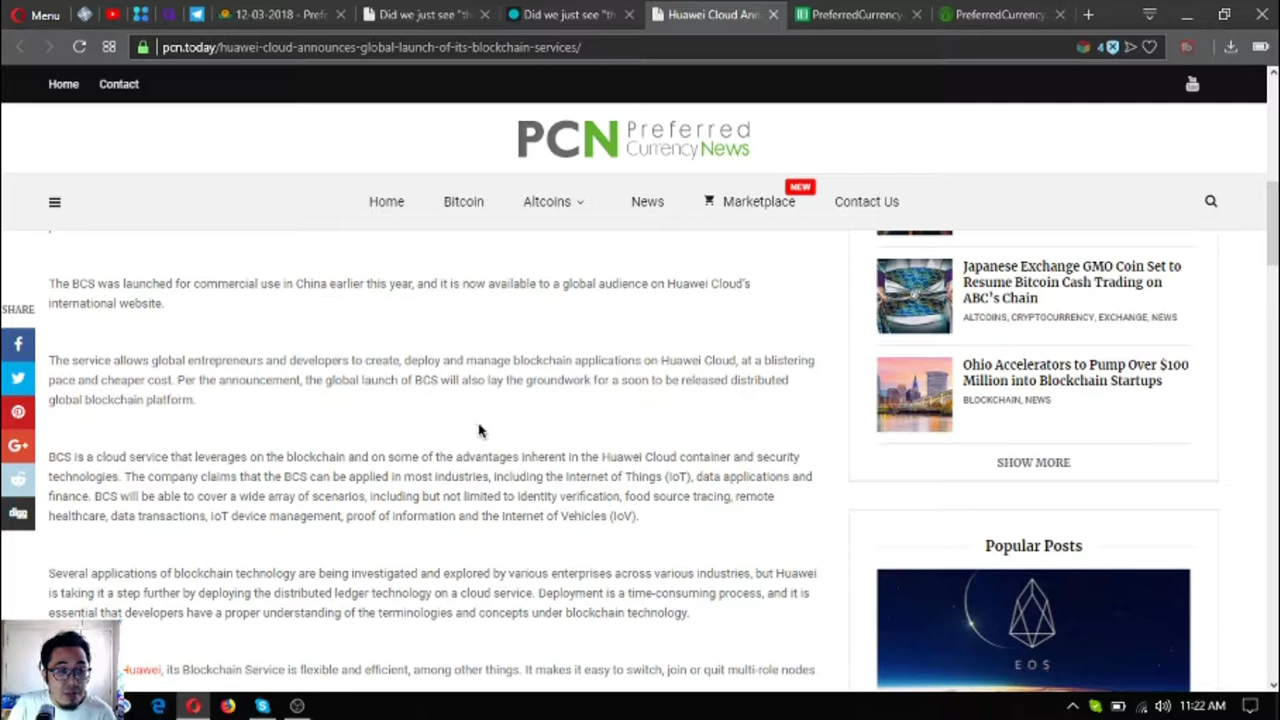 Menu
12-03-2018 - Pref
Did we just see "th
Did we just see "th
Huawei Cloud Ann
PreferredCurrency
PreferredCurrency
pcn.today/huawei-cloud-announces-global-launch-of-its-blockchain-services/
4
Home Contact
You
PCN Preferred CurrencyNews
NEW
Home Bitcoin Altcoins News Marketplace Contact Us
The BCS was launched for commercial use in China earlier this year, and it is now available to a global audience on Huawei Cloud's
international website.
SHARE
The service allows global entrepreneurs and developers to create, deploy and manage blockchain applications on Huawei Cloud, at a blistering
pace and cheaper cost. Per the announcement, the global launch of BCS will also lay the groundwork for a soon to be released distributed
global blockchain platform.
BCS is a cloud service that leverages on the blockchain and on some of the advantages inherent in the Huawei Cloud container and security
technologies. The company claims that the BCS can be applied in most industries, including the Internet of Things (IoT), data applications and
finance. BCS will be able to cover a wide array of scenarios, including but not limited to identity verification, food source tracing, remote
healthcare, data transactions, IoT device management, proof of information and the Internet of Vehicles (IoV).
Several applications of blockchain technology are being investigated and explored by various enterprises across various industries, but Huawei
is taking it a step further by deploying the distributed ledger technology on a cloud service. Deployment is a time-consuming process, and it is
essential that developers have a proper understanding of the terminologies and concepts under blockchain technology.
Huawei, its Blockchain Service is flexible and efficient, among other things. It makes it easy to switch, join or quit multi-role nodes
Japanese Exchange GMO Coin Set to
Resume Bitcoin Cash Trading on
ABC's Chain
ALTCOINS, CRYPTOCURRENCY, EXCHANGE, NEWS
Ohio Accelerators to Pump Over $100
Million into Blockchain Startups
BLOCKCHAIN, NEWS
SHOW MORE
Popular Posts
EOS
digg
11:22 AM